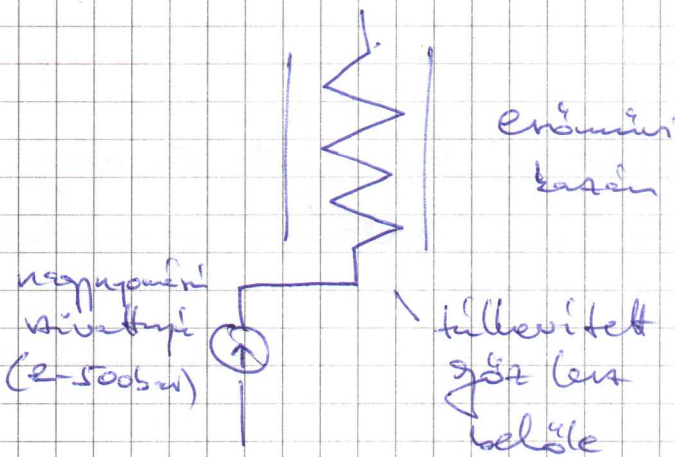 erőművi
kazán
nagynyomású
szivattyú
(2-500bar)
túlhevített
gőz lesz
belőle